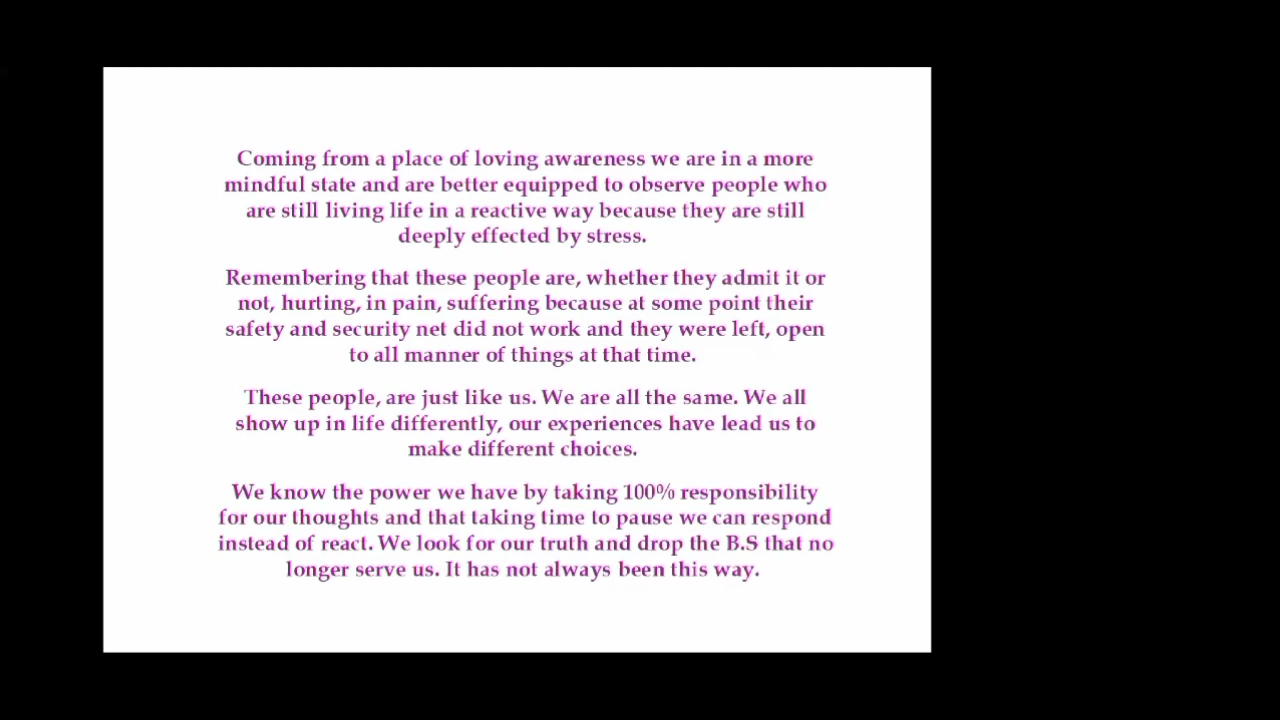 Coming from a place of loving awareness we are in a more
mindful state and are better equipped to observe people who
are still living life in a reactive way because they are still
deeply effected by stress.
Remembering that these people are, whether they admit it or
not, hurting, in pain, suffering because at some point their
safety and security net did not work and they were left, open
to all manner of things at that time.
These people, are just like us. We are all the same. We all
show up in life differently, our experiences have lead us to
make different choices.
We know the power we have by taking 100% responsibility
for our thoughts and that taking time to pause we can respond
instead of react. We look for our truth and drop the B.S that no
longer serve us. It has not always been this way.